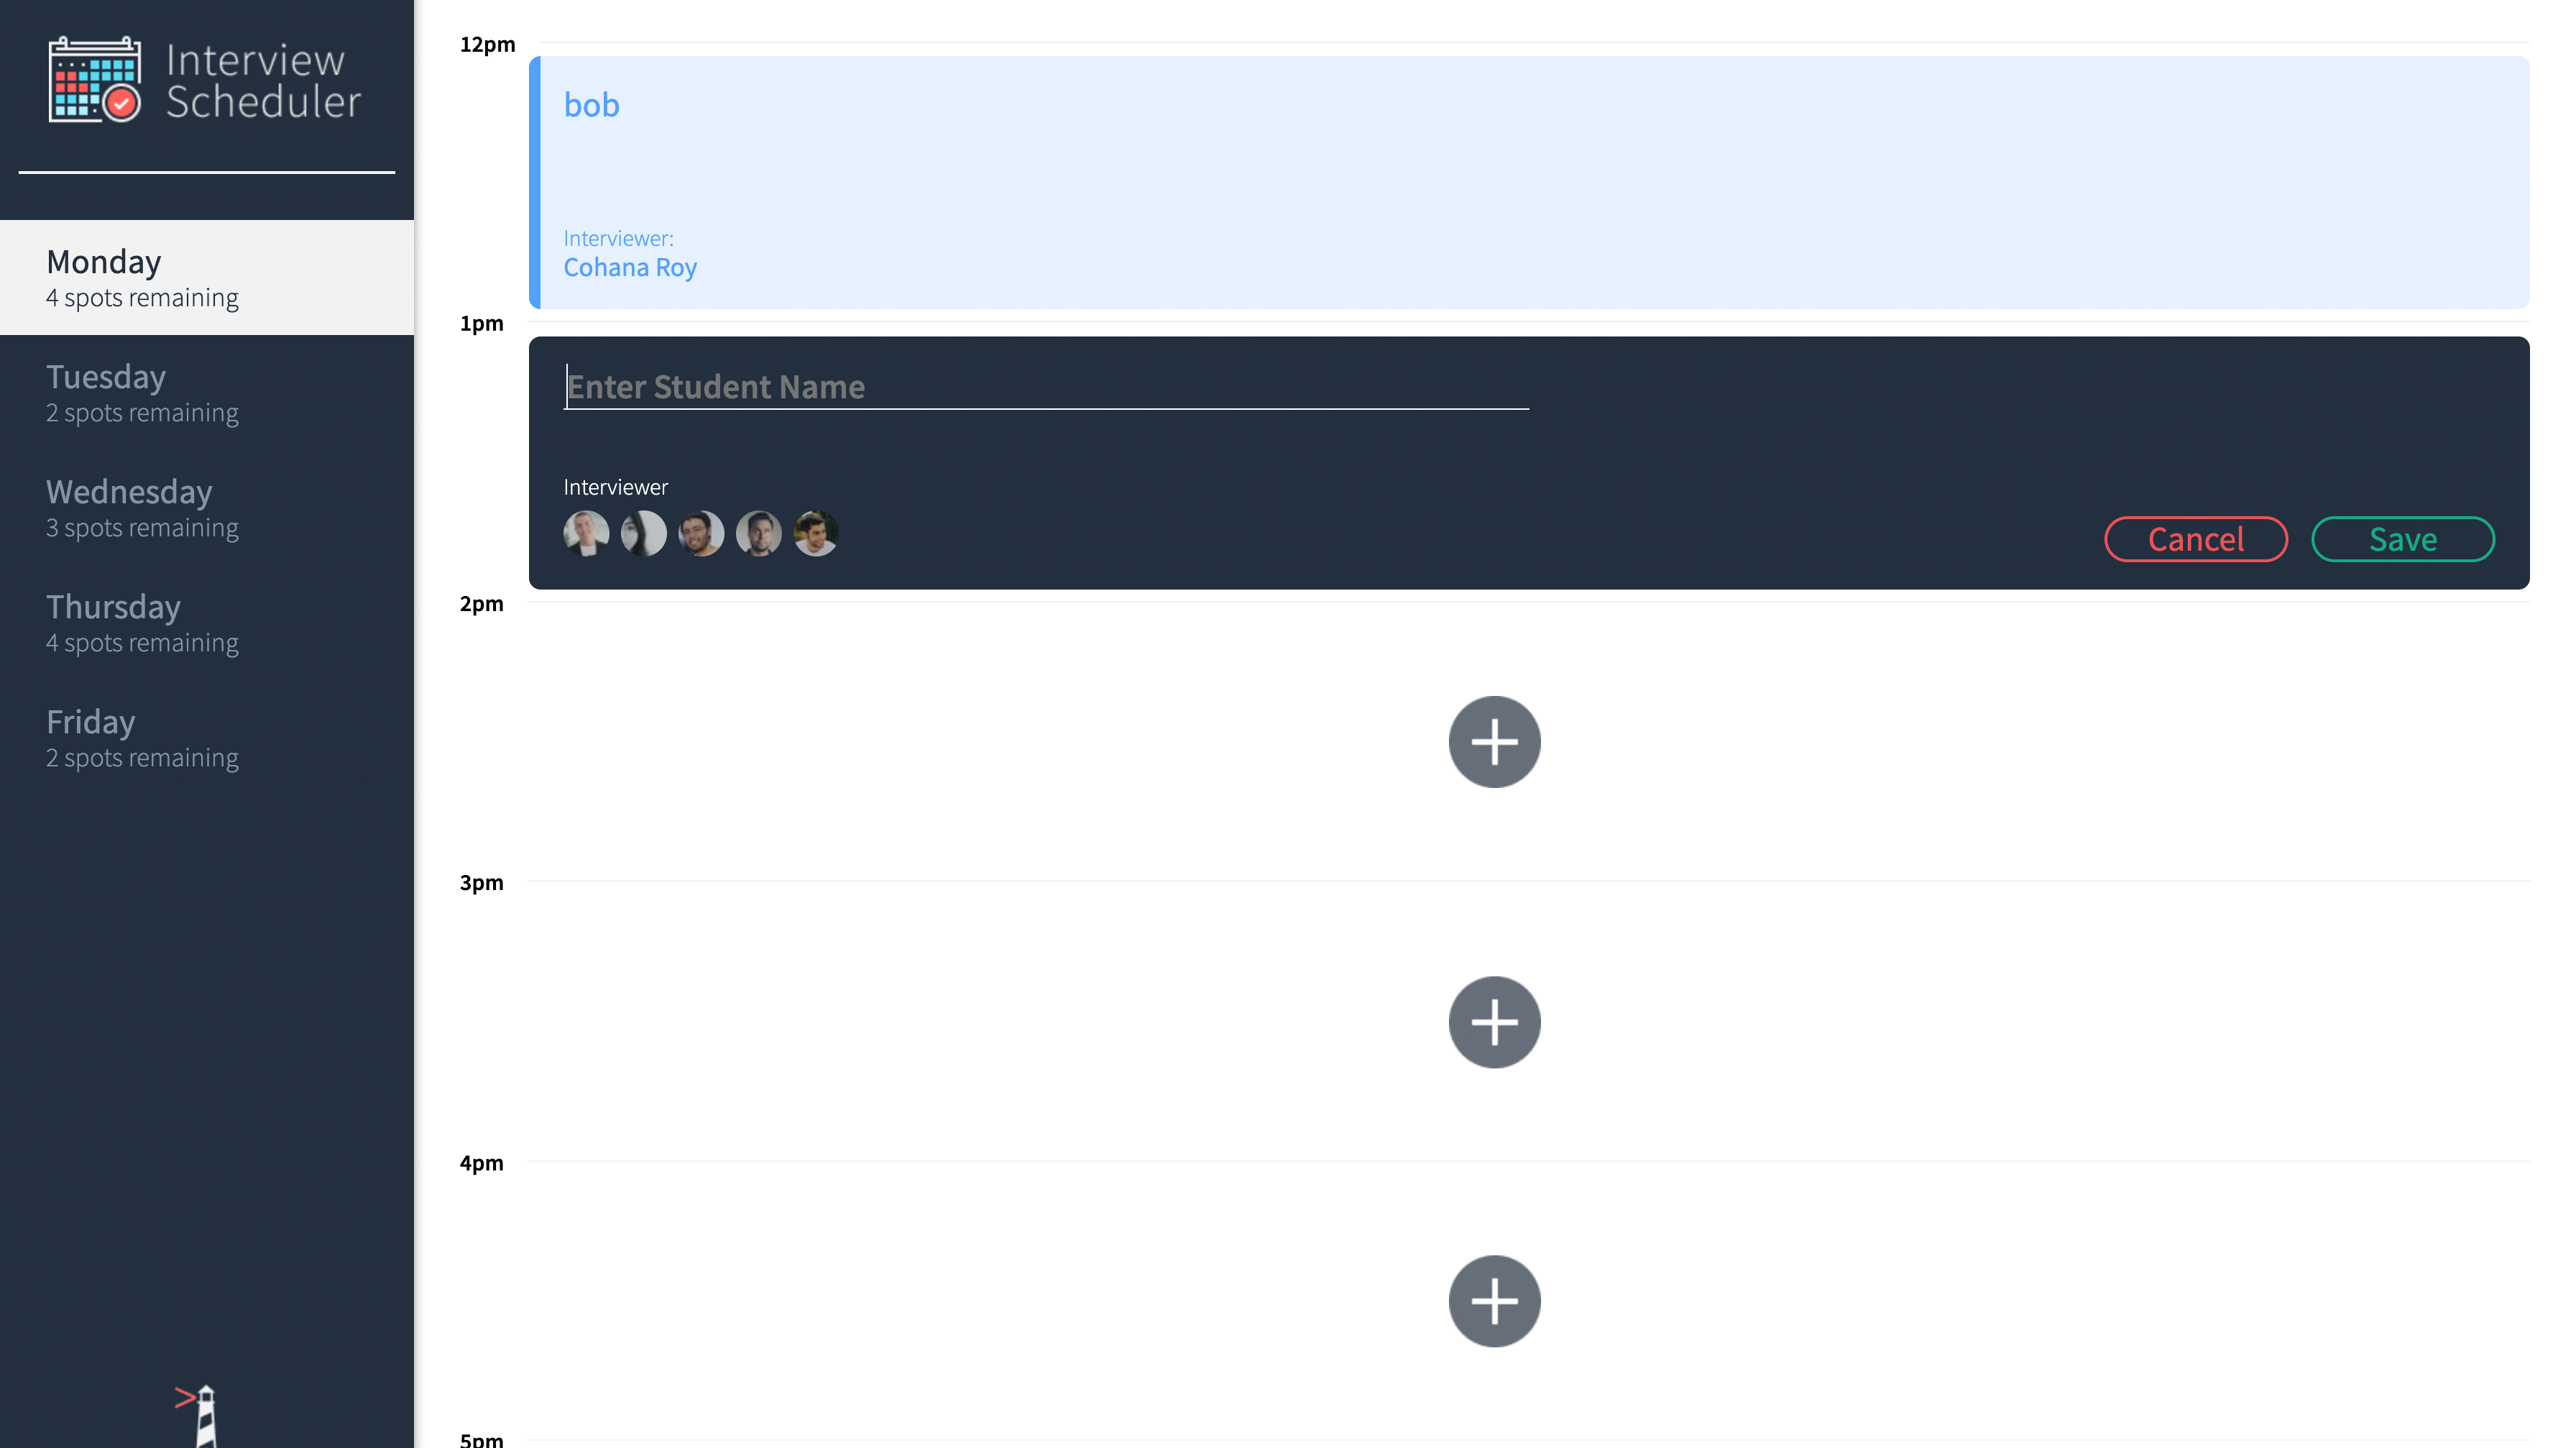 Interview
Scheduler
Monday
4 spots remaining
Tuesday
2 spots remaining
Wednesday
3 spots remaining
Thursday
4 spots remaining
Friday
2 spots remaining
12pm
bob
Interviewer:
Cohana Roy
1pm
Enter Student Name
Interviewer
Cancel
Save
2pm
3pm
4pm
5pm